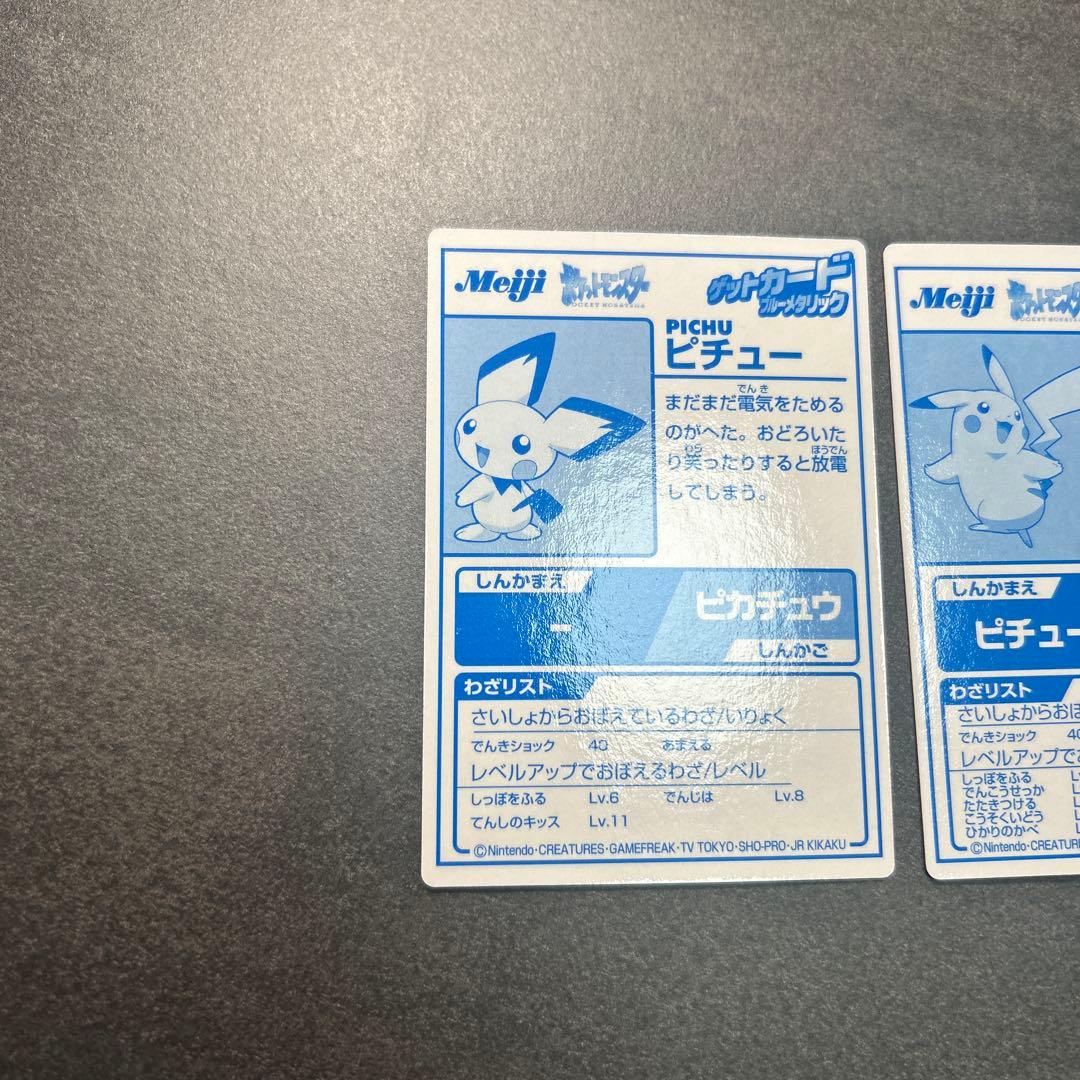 Meiji
ポケットモンスター
POCKET MONSTERS
ゲットカード
ブルーメタリック
PICHU
ピチュー
でんき
まだまだ電気をためる
のがへた。おどろいた
わら ほうでん
り笑ったりすると放電
してしまう。
しんかまえ
-
ピカチュウ
しんかご
わざリスト
さいしょからおぼえているわざ/いりょく
でんきショック 40 あまえる
レベルアップでおぼえるわざ/レベル
しっぽをふる Lv.6 でんじは Lv.8
てんしのキッス Lv.11
©Nintendo・CREATURES・GAMEFREAK・TV TOKYO・SHO-PRO・JR KIKAKU
Meiji
ポケットモンス
POCKET MONSTE
しんかまえ
ピチュー
わざリスト
さいしょからおぼ
でんきショック 40
レベルアップでお
しっぽをふる L
でんこうせっか L
たたきつける L
こうそくいどう L
ひかりのかべ L
©Nintendo・CREATUR